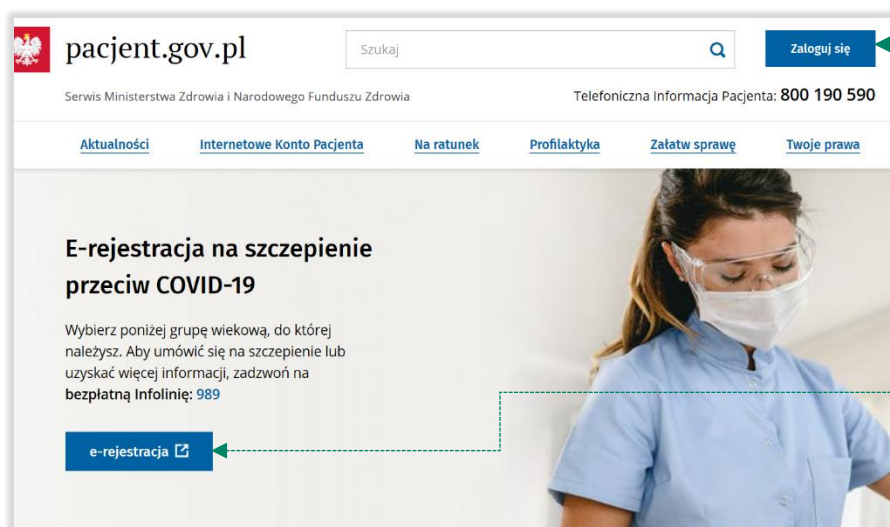 pacjent.gov.pl
Szukaj
Zaloguj się
Serwis Ministerstwa Zdrowia i Narodowego Funduszu Zdrowia
Telefoniczna Informacja Pacjenta: 800 190 590
Aktualności Internetowe Konto Pacjenta Na ratunek Profilaktyka Załatw sprawę Twoje prawa
E-rejestracja na szczepienie
przeciw COVID-19
Wybierz poniżej grupę wiekową, do której
należysz. Aby umówić się na szczepienie lub
uzyskać więcej informacji, zadzwoń na
bezpłatną Infolinię: 989
e-rejestracja